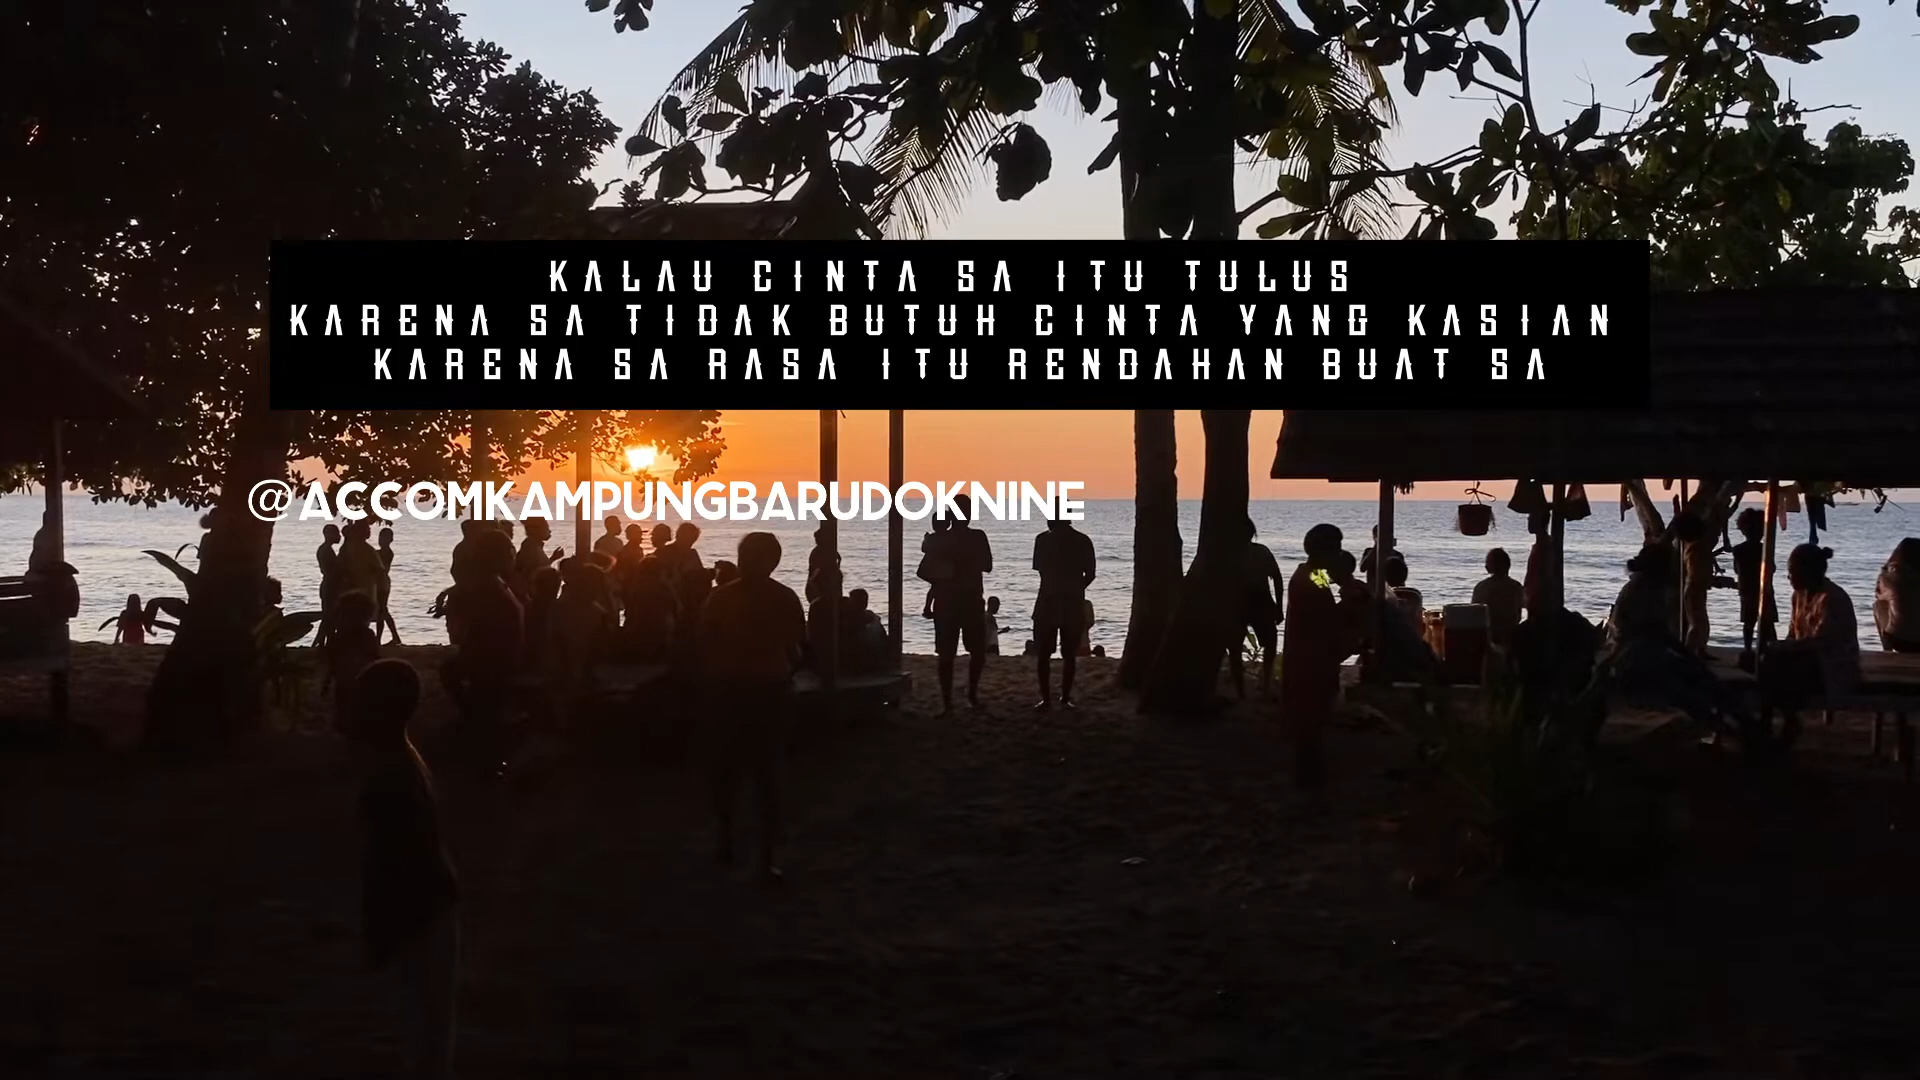 KALAU CINTA SA ITU TULUS
KARENA SA TIDAK BUTUH CINTA YANG KASIAN
KARENA SA RASA ITU RENDAHAN BUAT SA
@ACCOMKAMPUNGBARUDOKNINE